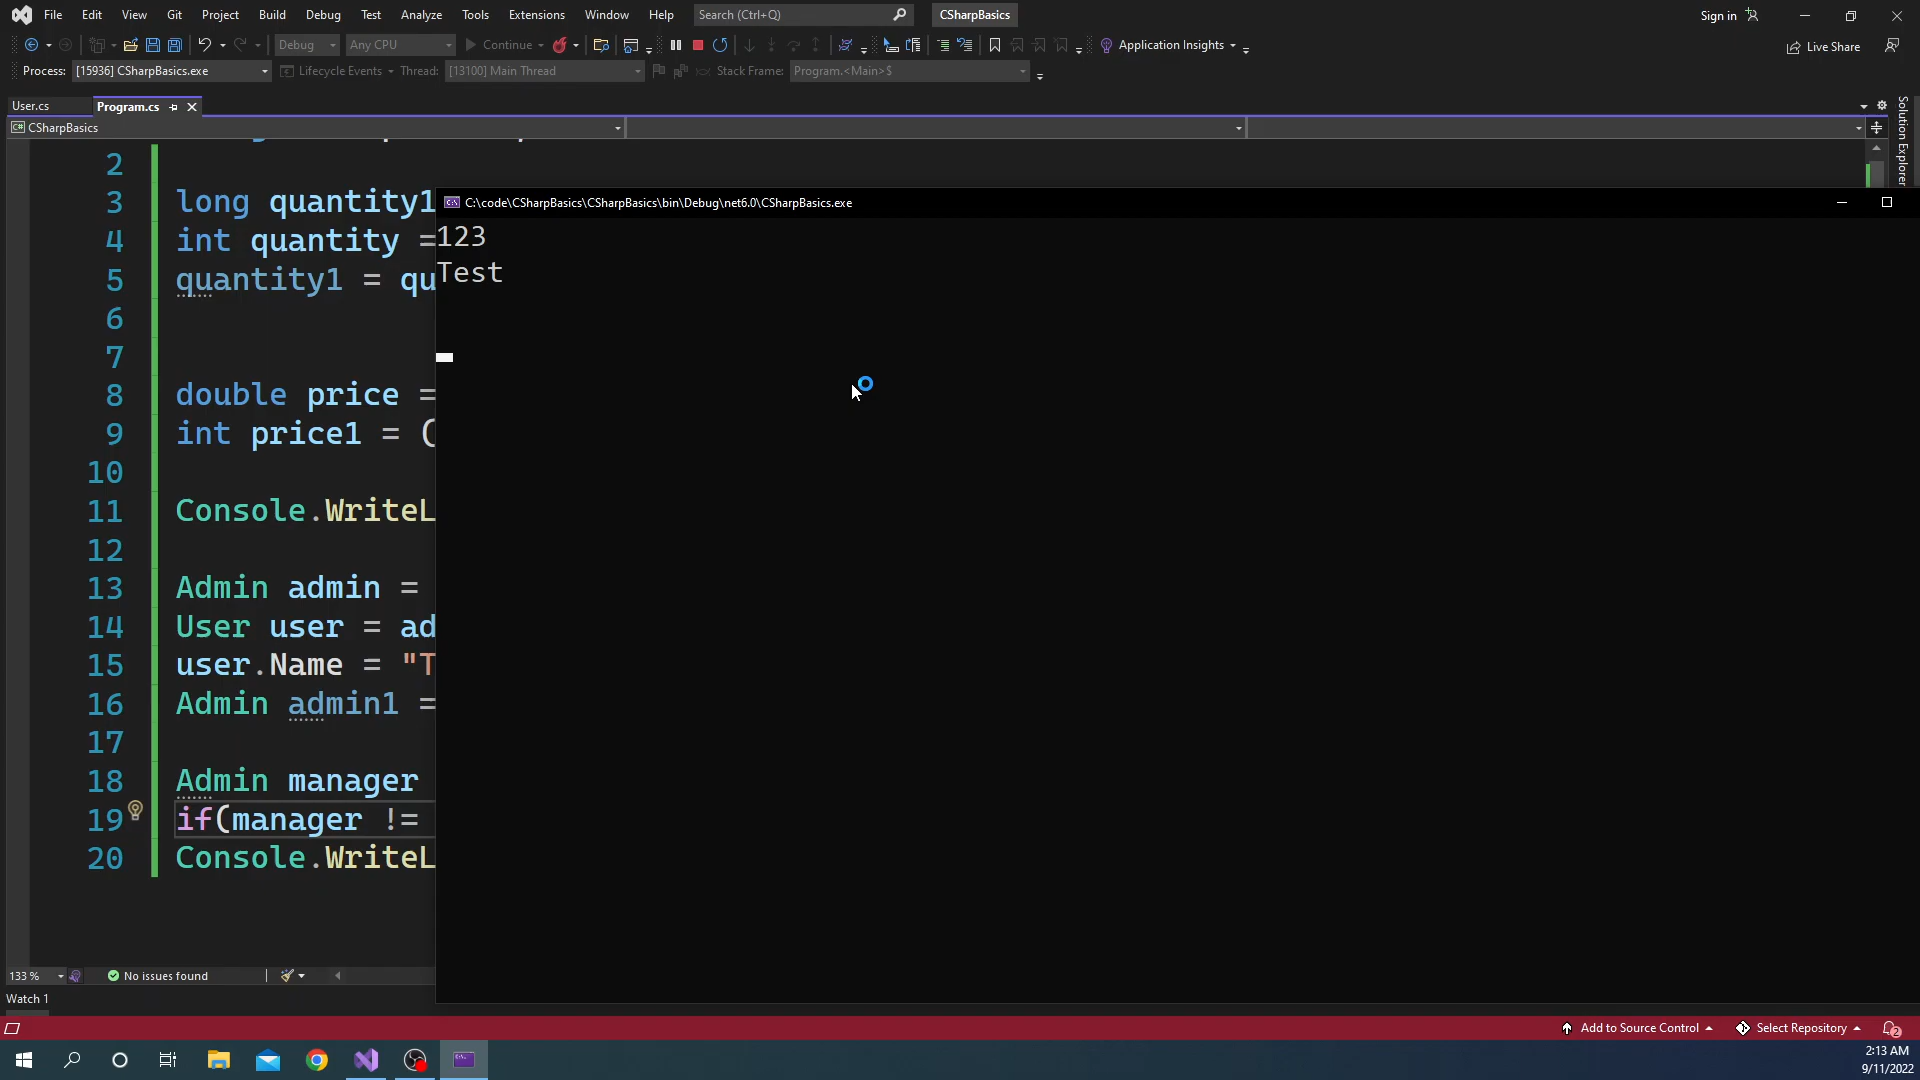 File Edit View Git Project Build Debug Test Analyze Tools Extensions Window Help Search (Ctrl+Q) CSharpBasics Sign in
Debug Any CPU Continue Application Insights Live Share
Process: [15936] CSharpBasics.exe Lifecycle Events Thread: [13100] Main Thread Stack Frame: Program.<Main>$
User.cs Program.cs
C# CSharpBasics
Solution Explorer
2
3 long quantity1
4 int quantity =
5 quantity1 = qu
6
7
8 double price =
9 int price1 = (
10
11 Console.WriteL
12
13 Admin admin =
14 User user = ad
15 user.Name = "T
16 Admin admin1 =
17
18 Admin manager
19 if(manager !=
20 Console.WriteL
C:\code\CSharpBasics\CSharpBasics\bin\Debug\net6.0\CSharpBasics.exe
123
Test
133 % No issues found
Watch 1
Add to Source Control Select Repository 2
2:13 AM
9/11/2022